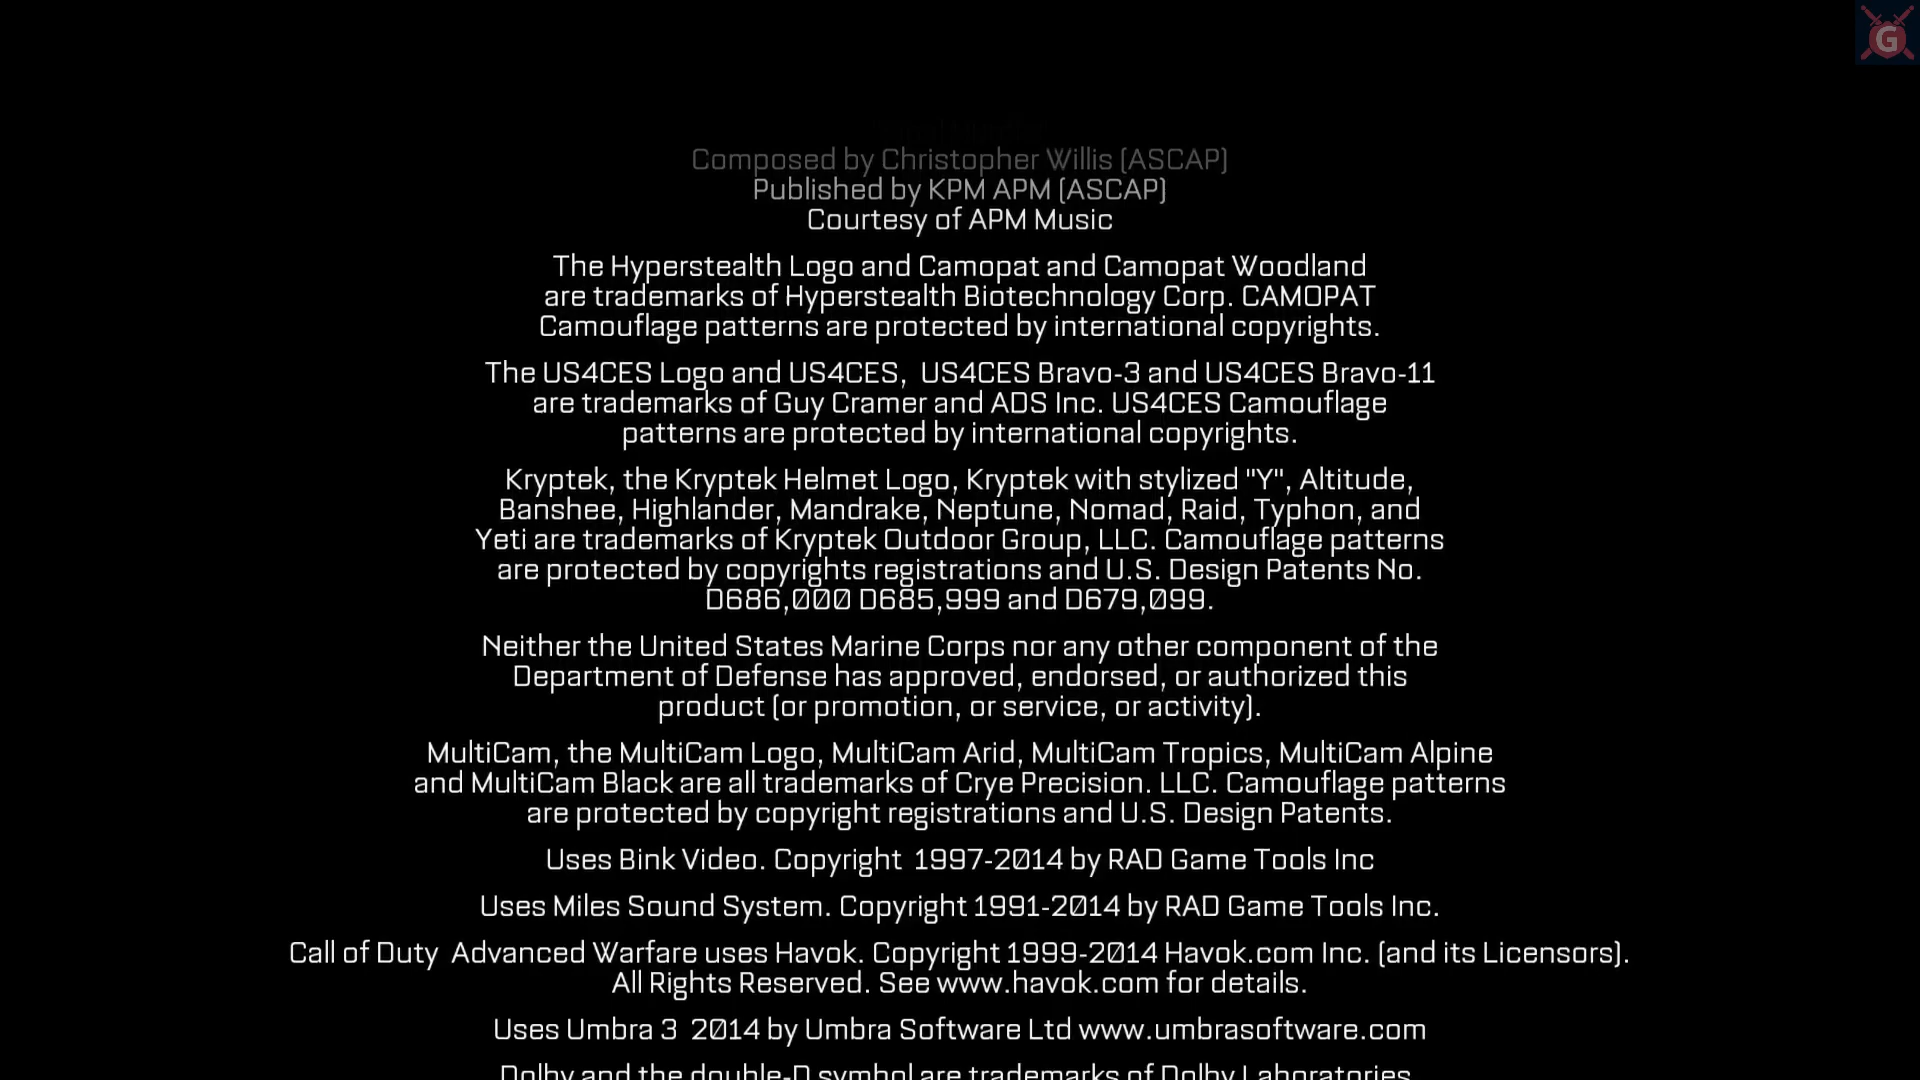 G
Composed by Christopher Willis (ASCAP)
Published by KPM APM (ASCAP)
Courtesy of APM Music
The Hyperstealth Logo and Camopat and Camopat Woodland
are trademarks of Hyperstealth Biotechnology Corp. CAMOPAT
Camouflage patterns are protected by international copyrights.
The US4CES Logo and US4CES, US4CES Bravo-3 and US4CES Bravo-11
are trademarks of Guy Cramer and ADS Inc. US4CES Camouflage
patterns are protected by international copyrights.
Kryptek, the Kryptek Helmet Logo, Kryptek with stylized "Y", Altitude,
Banshee, Highlander, Mandrake, Neptune, Nomad, Raid, Typhon, and
Yeti are trademarks of Kryptek Outdoor Group, LLC. Camouflage patterns
are protected by copyrights registrations and U.S. Design Patents No.
D686,000 D685,999 and D679,099.
Neither the United States Marine Corps nor any other component of the
Department of Defense has approved, endorsed, or authorized this
product (or promotion, or service, or activity).
MultiCam, the MultiCam Logo, MultiCam Arid, MultiCam Tropics, MultiCam Alpine
and MultiCam Black are all trademarks of Crye Precision. LLC. Camouflage patterns
are protected by copyright registrations and U.S. Design Patents.
Uses Bink Video. Copyright 1997-2014 by RAD Game Tools Inc
Uses Miles Sound System. Copyright 1991-2014 by RAD Game Tools Inc.
Call of Duty Advanced Warfare uses Havok. Copyright 1999-2014 Havok.com Inc. (and its Licensors).
All Rights Reserved. See www.havok.com for details.
Uses Umbra 3 2014 by Umbra Software Ltd www.umbrasoftware.com
Dolby and the double-D symbol are trademarks of Dolby Laboratories